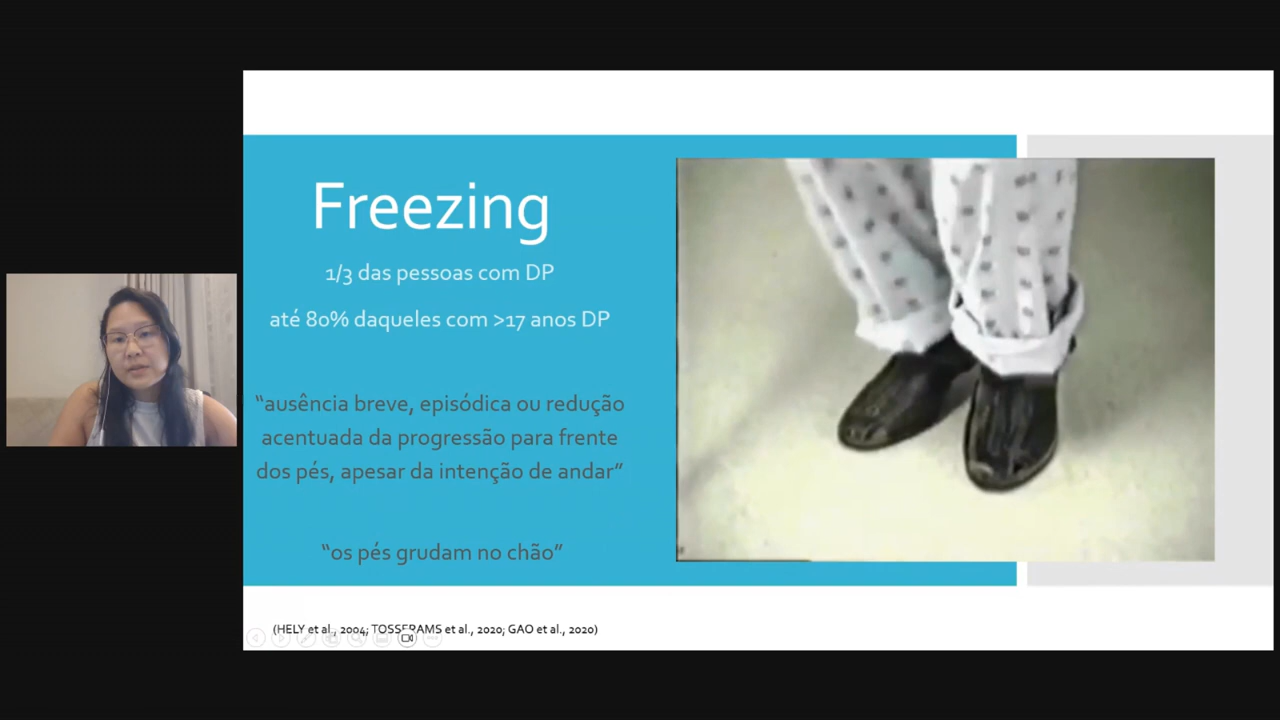 Freezing
1/3 das pessoas com DP
até 80% daqueles com >17 anos DP
“ausência breve, episódica ou redução
acentuada da progressão para frente
dos pés, apesar da intenção de andar”
“os pés grudam no chão”
(HELY et al., 2004; TOSSERAMS et al., 2020; GAO et al., 2020)